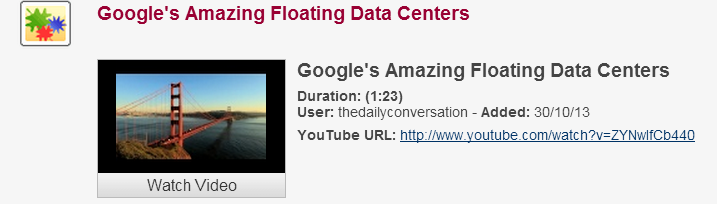 Google's Amazing Floating Data Centers
Google's Amazing Floating Data Centers
Duration: (1:23)
User: thedailyconversation - Added: 30/10/13
YouTube URL: http://www.youtube.com/watch?v=ZYNwlfCb440
Watch Video